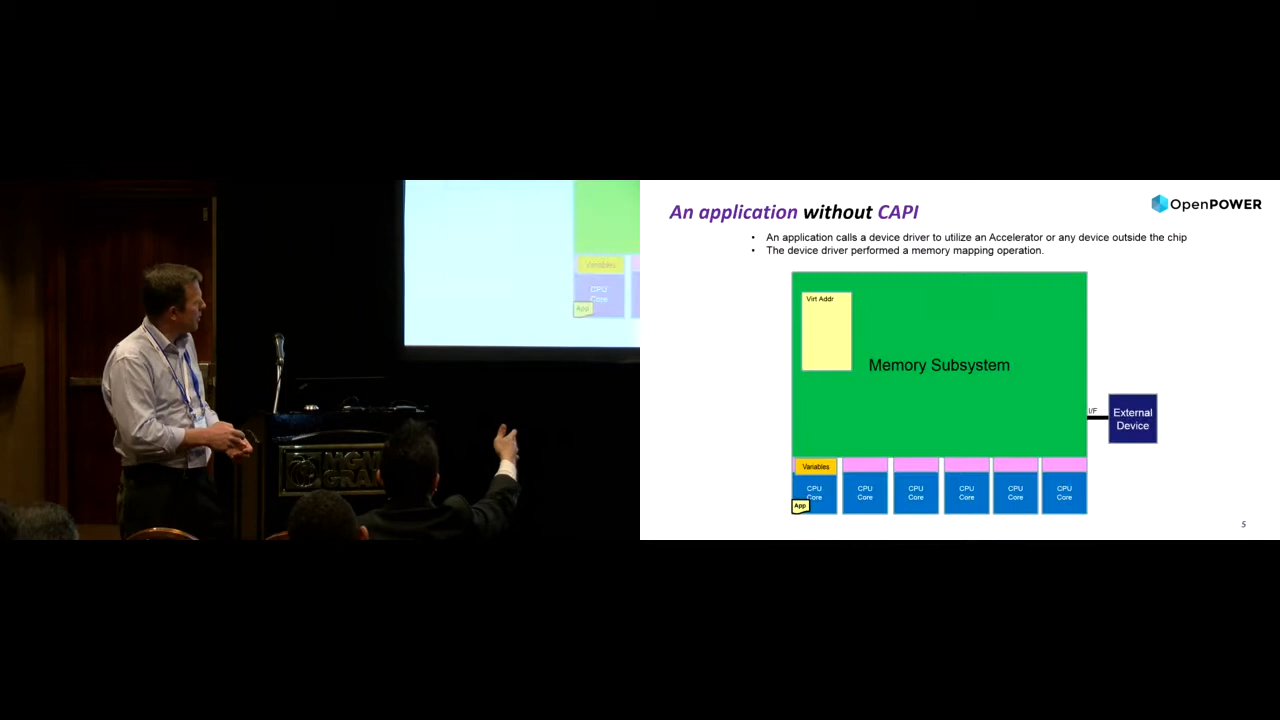 Variables
CPU
Core
App
MGM
GRAND
An application without CAPI
OpenPOWER
• An application calls a device driver to utilize an Accelerator or any device outside the chip
• The device driver performed a memory mapping operation.
Virt Addr
Memory Subsystem
I/F
External
Device
Variables
CPU
Core
App
CPU
Core
CPU
Core
CPU
Core
CPU
Core
CPU
Core
5